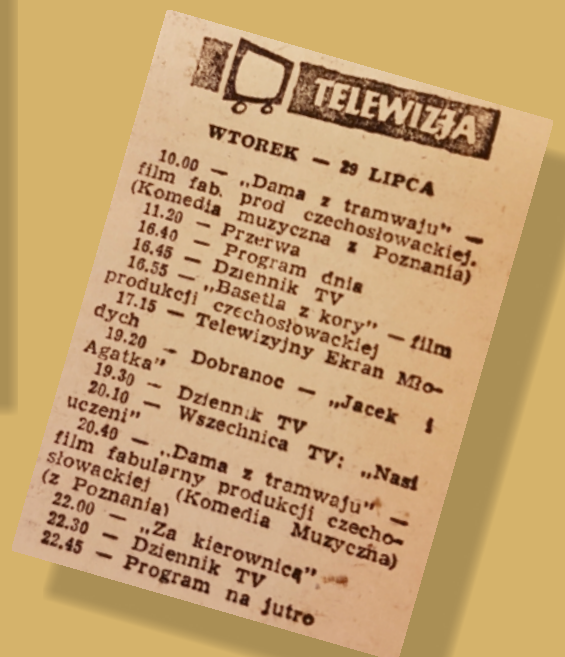 TELEWIZJA
WTOREK — 29 LIPCA
10.00 — „Dama z tramwaju" —
film fab. prod czechosłowackiej.
(Komedia muzyczna z Poznania)
11.20 — Przerwa
16.40 — Program dnia
16.45 — Dziennik TV
16.55 — „Basetla z kory" — film
produkcji czechosłowackiej
17.15 — Telewizyjny Ekran Mło-
dych
19.20 — Dobranoc — „Jacek i
Agatka"
19.30 — Dziennik TV
20.10 — Wszechnica TV: „Nasi
uczeni"
20.40 — „Dama z tramwaju" —
film fabularny produkcji czecho-
słowackiej (Komedia Muzyczna)
(z Poznania)
22.00 — „Za kierownicą"
22.30 — Dziennik TV
22.45 — Program na jutro